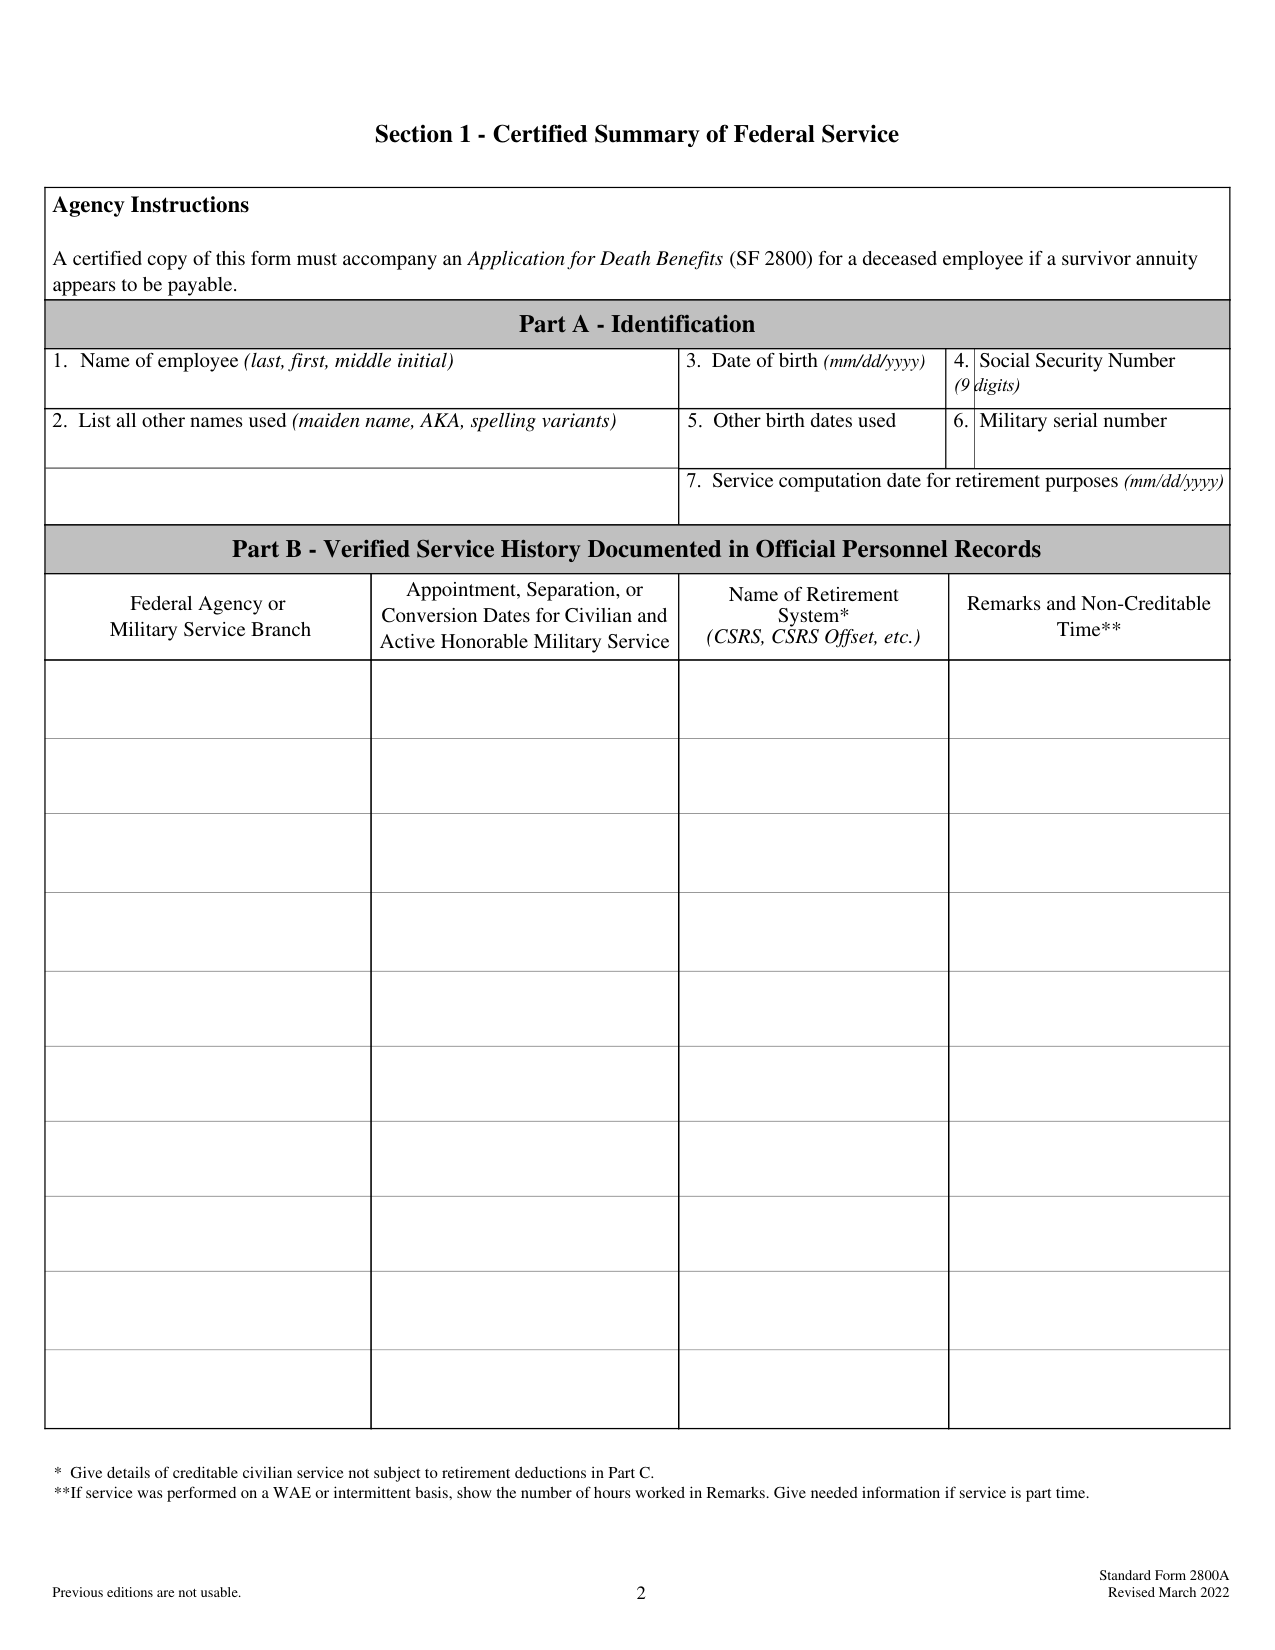 Section 1 - Certified Summary of Federal Service
Agency Instructions
A certified copy of this form must accompany an Application for Death Benefits (SF 2800) for a deceased employee if a survivor annuity
appears to be payable.
Part A - Identification
1. Name of employee (last, first, middle initial)
3. Date of birth (mm/dd/yyyy)
4. Social Security Number
(9 digits)
2. List all other names used (maiden name, AKA, spelling variants)
5. Other birth dates used
6. Military serial number
7. Service computation date for retirement purposes (mm/dd/yyyy)
Part B - Verified Service History Documented in Official Personnel Records
Federal Agency or
Military Service Branch
Appointment, Separation, or
Conversion Dates for Civilian and
Active Honorable Military Service
Name of Retirement
System*
(CSRS, CSRS Offset, etc.)
Remarks and Non-Creditable
Time**
* Give details of creditable civilian service not subject to retirement deductions in Part C.
**If service was performed on a WAE or intermittent basis, show the number of hours worked in Remarks. Give needed information if service is part time.
Previous editions are not usable.
2
Standard Form 2800A
Revised March 2022